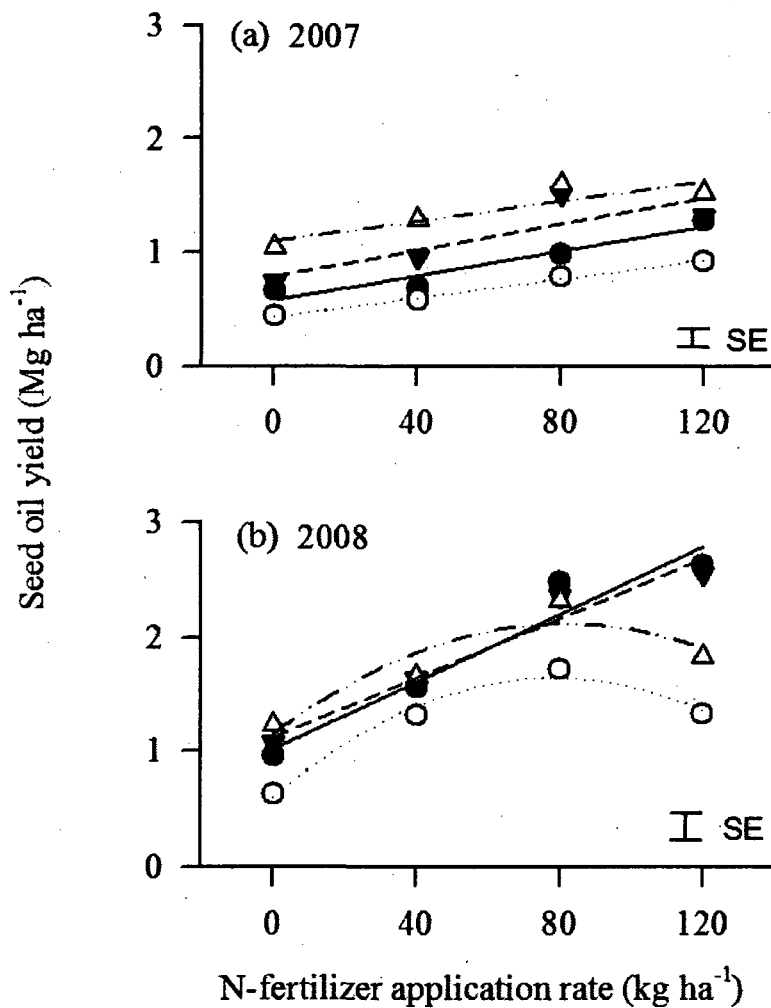 Seed oil yield (Mg ha⁻¹)
(a) 2007
3
2
1
0
SE
0 40 80 120
(b) 2008
3
2
1
0
SE
0 40 80 120
N-fertilizer application rate (kg ha⁻¹)